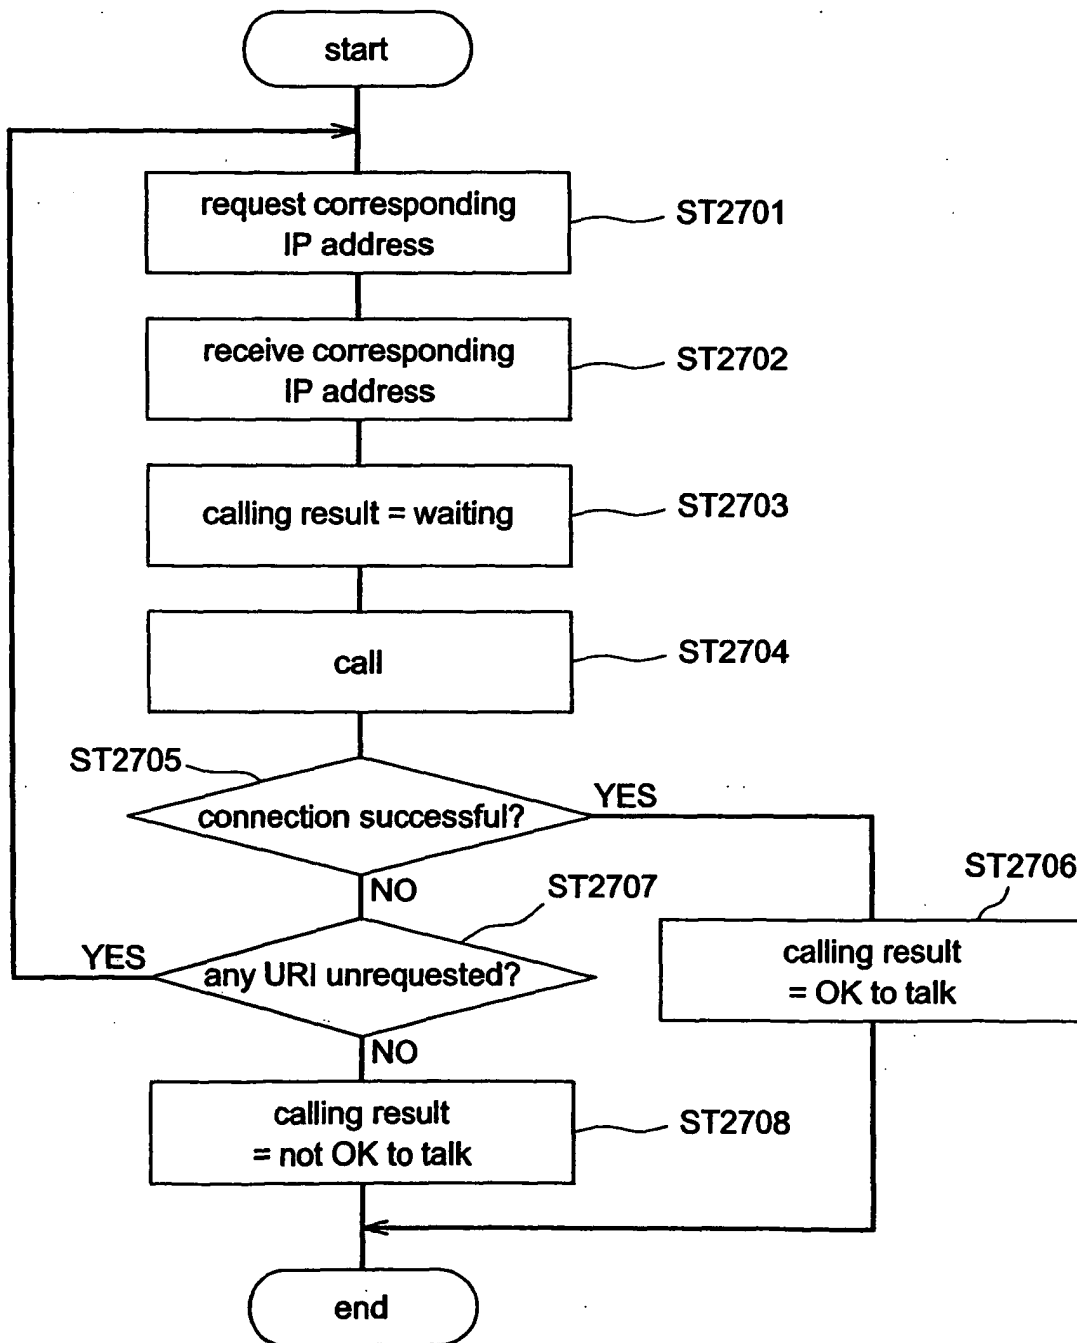 start
request corresponding
IP address
ST2701
receive corresponding
IP address
ST2702
calling result = waiting
ST2703
call
ST2704
ST2705
connection successful?
YES
NO
ST2707
ST2706
YES
any URI unrequested?
calling result
= OK to talk
NO
calling result
= not OK to talk
ST2708
end